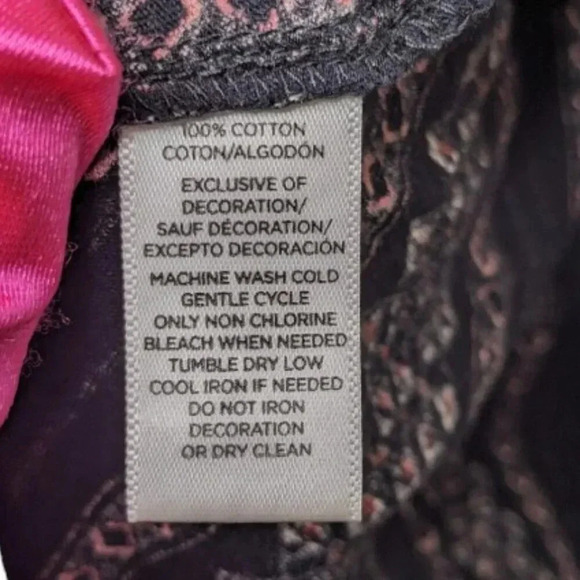 100% COTTON
COTON/ALGODÓN
EXCLUSIVE OF
DECORATION/
SAUF DÉCORATION/
EXCEPTO DECORACIÓN
MACHINE WASH COLD
GENTLE CYCLE
ONLY NON CHLORINE
BLEACH WHEN NEEDED
TUMBLE DRY LOW
COOL IRON IF NEEDED
DO NOT IRON
DECORATION
OR DRY CLEAN